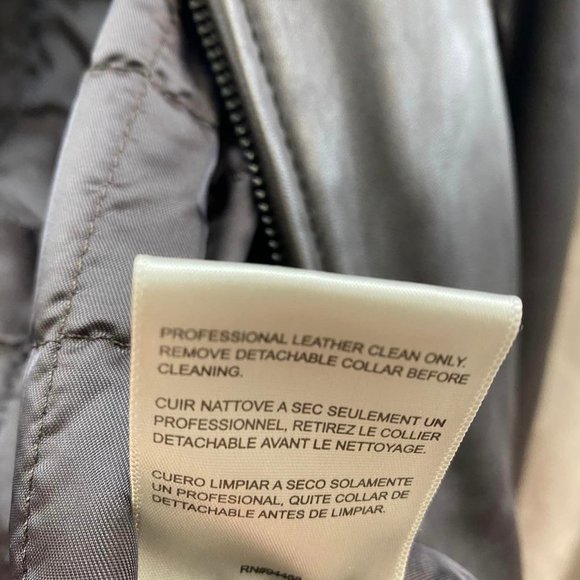 PROFESSIONAL LEATHER CLEAN ONLY.
REMOVE DETACHABLE COLLAR BEFORE
CLEANING.
CUIR NATTOVE A SEC SEULEMENT UN
PROFESSIONNEL, RETIREZ LE COLLIER
DETACHABLE AVANT LE NETTOYAGE.
CUERO LIMPIAR A SECO SOLAMENTE
UN PROFESIONAL, QUITE COLLAR DE
DETTACHABLE ANTES DE LIMPIAR.